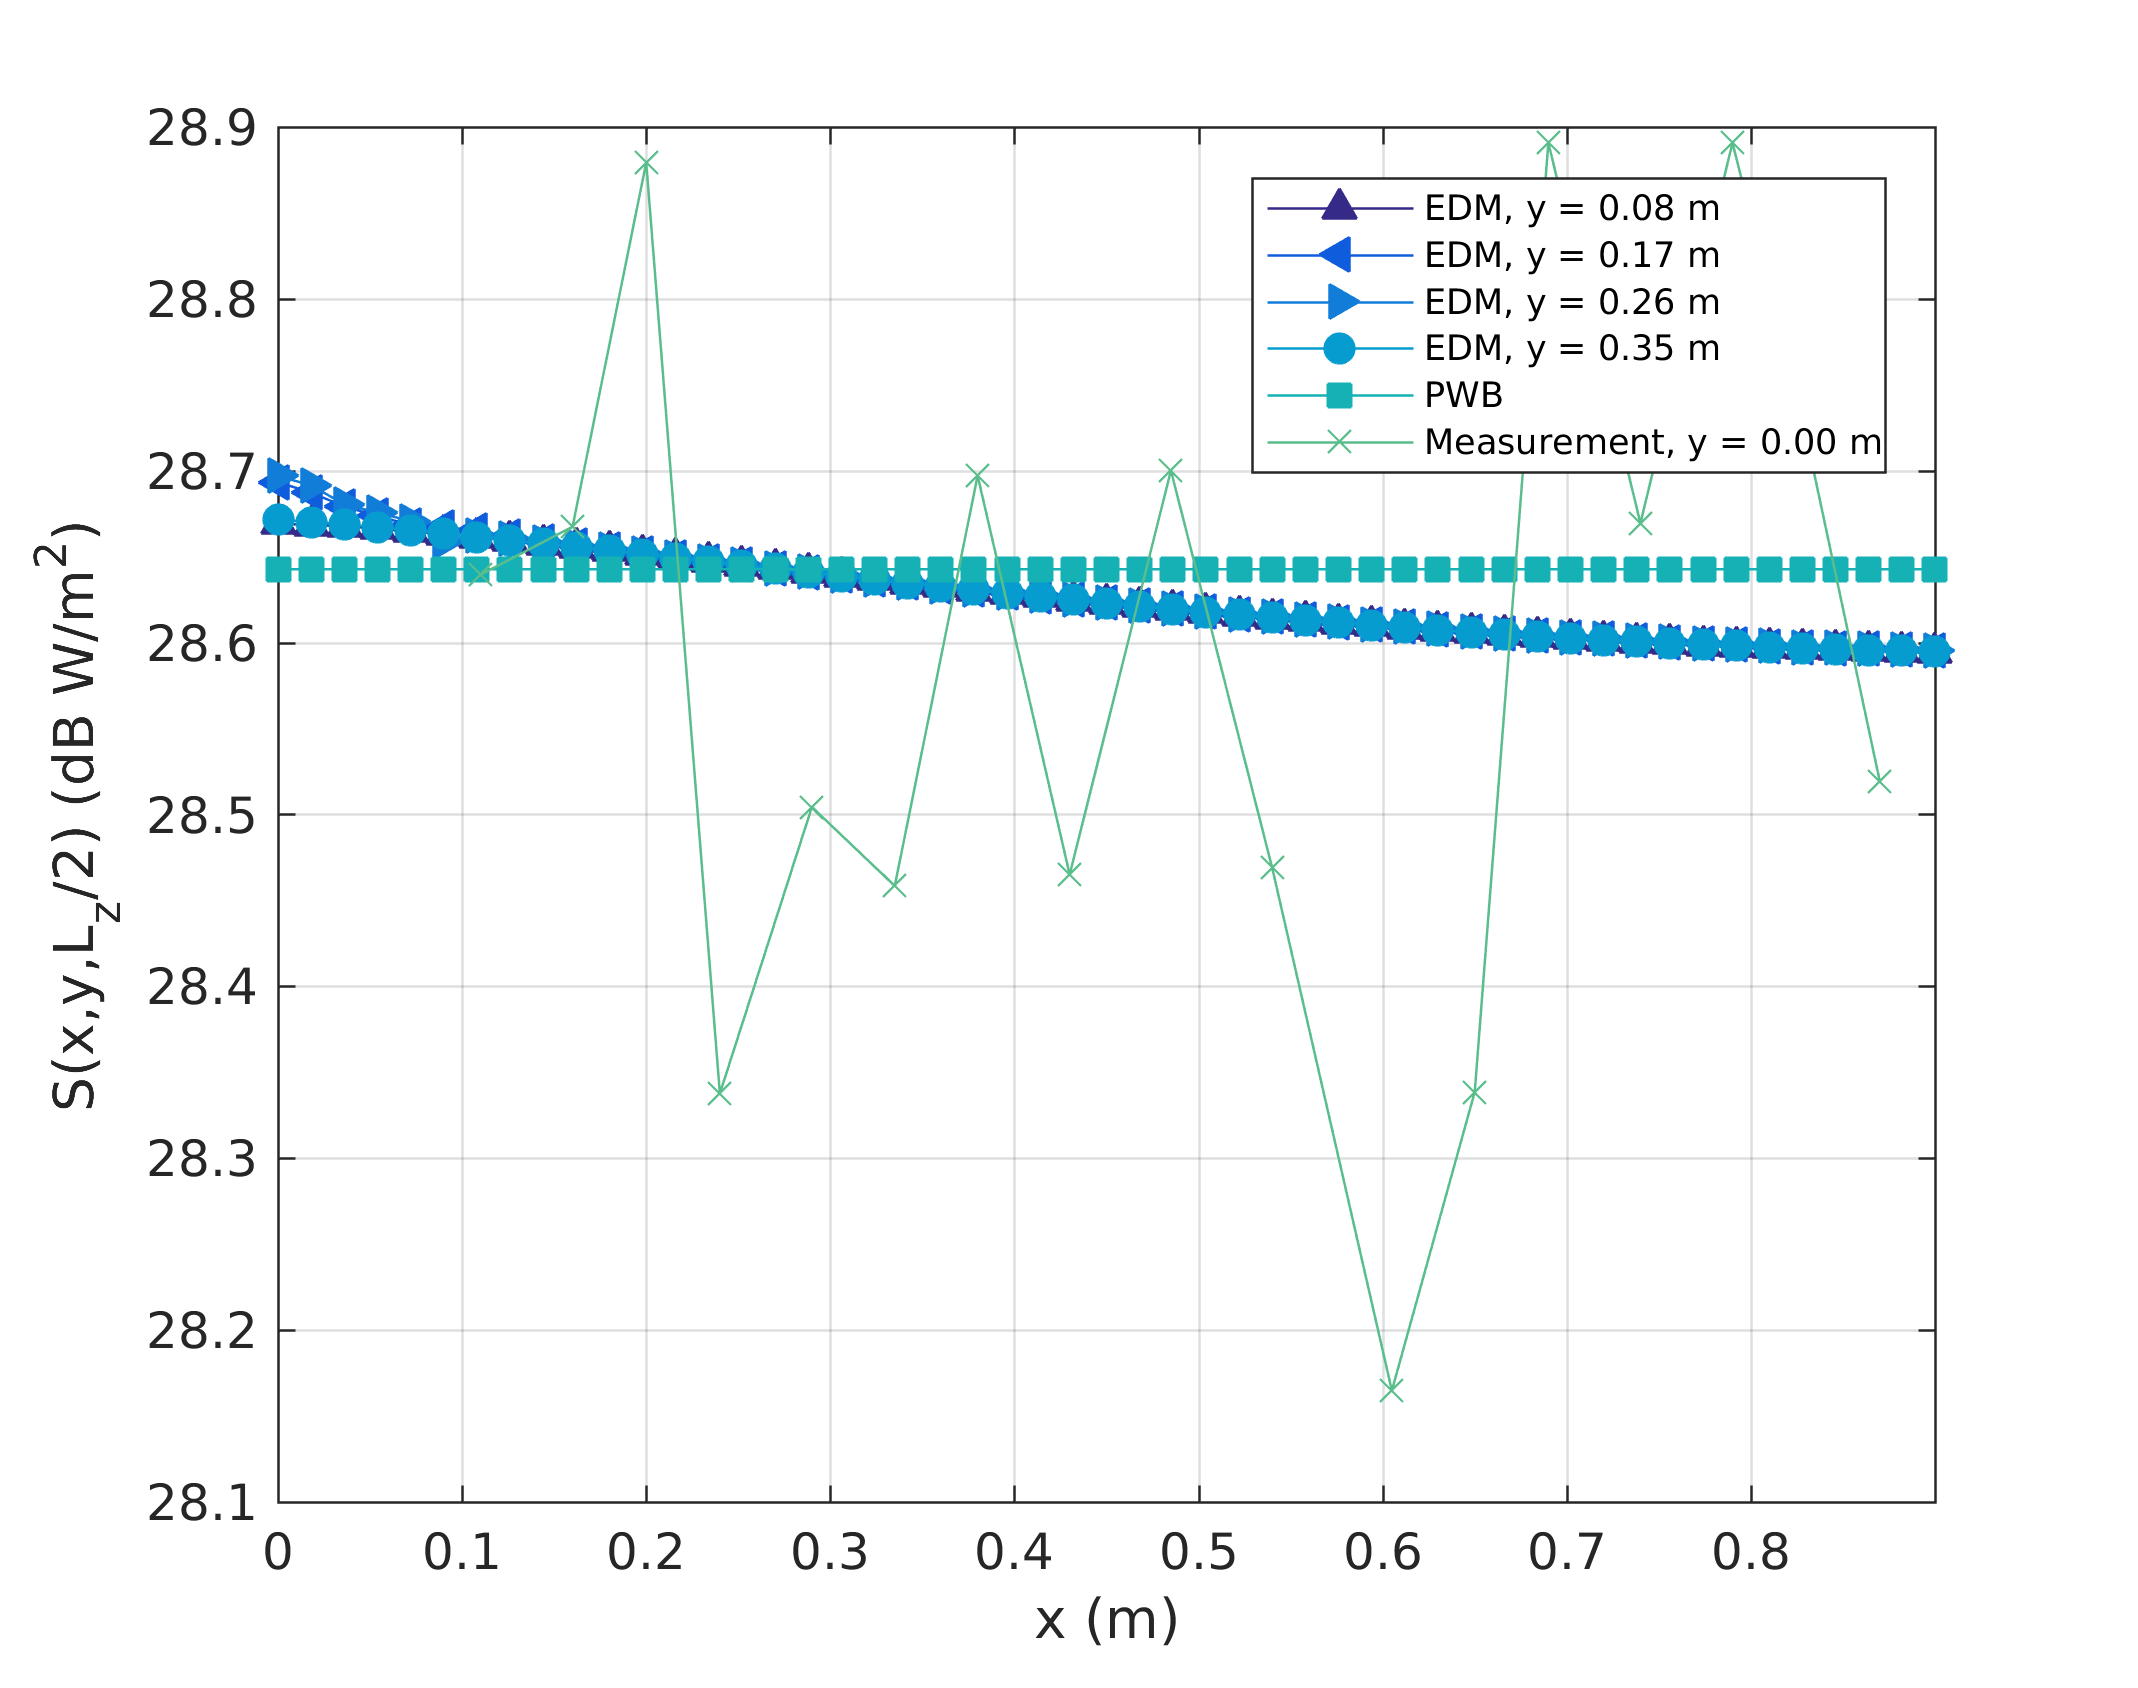 28.9
28.8
28.7
28.6
28.5
28.4
28.3
28.2
28.1
S(x,y,L_z/2) (dB W/m²)
EDM, y = 0.08 m
EDM, y = 0.17 m
EDM, y = 0.26 m
EDM, y = 0.35 m
PWB
Measurement, y = 0.00 m
0 0.1 0.2 0.3 0.4 0.5 0.6 0.7 0.8
x (m)